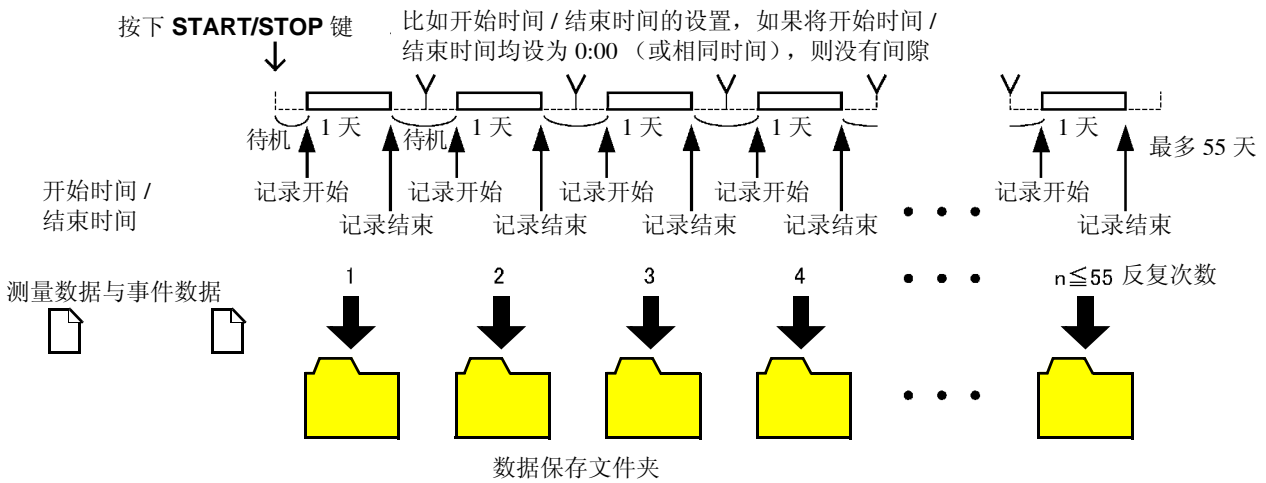 按下 START/STOP 键
比如开始时间 / 结束时间的设置，如果将开始时间 /
结束时间均设为 0:00 （或相同时间），则没有间隙
待机 1 天 待机 1 天 1 天 1 天 1 天
最多 55 天
开始时间 /
结束时间
记录开始 记录开始 记录开始 记录开始 记录开始
记录结束 记录结束 记录结束 记录结束 记录结束
测量数据与事件数据
1 2 3 4 n≦55 反复次数
数据保存文件夹